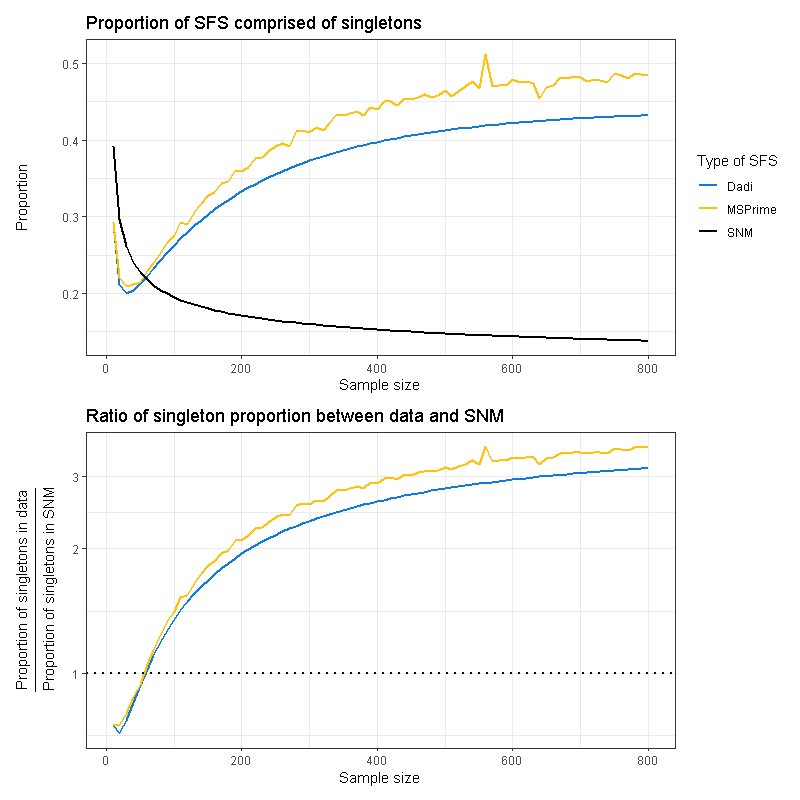 Proportion of SFS comprised of singletons
0.5
0.4
0.3
0.2
Proportion
0
200
400
600
800
Sample size
Type of SFS
Dadi
MSPrime
SNM
Ratio of singleton proportion between data and SNM
3
2
1
Proportion of singletons in data
Proportion of singletons in SNM
0
200
400
600
800
Sample size